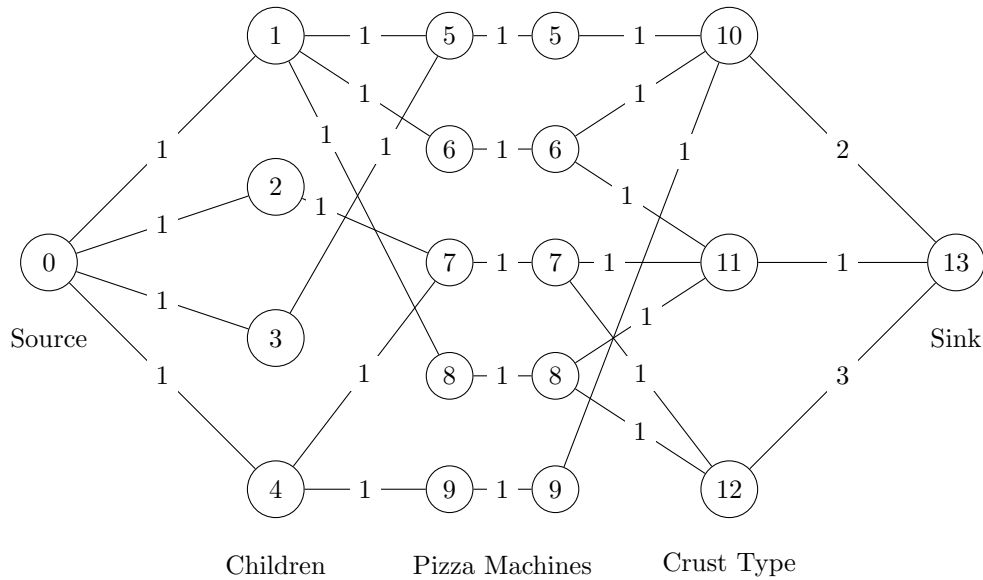 1 1 5 1 5 1 10
1 1
1 1 1 1 2
6 1 6
2 1
1 1 1
0 7 1 7 1 11 1 13
1 1
Source 3 Sink
1 1 8 1 8 1 3
1
4 1 9 1 9 12
Children Pizza Machines Crust Type